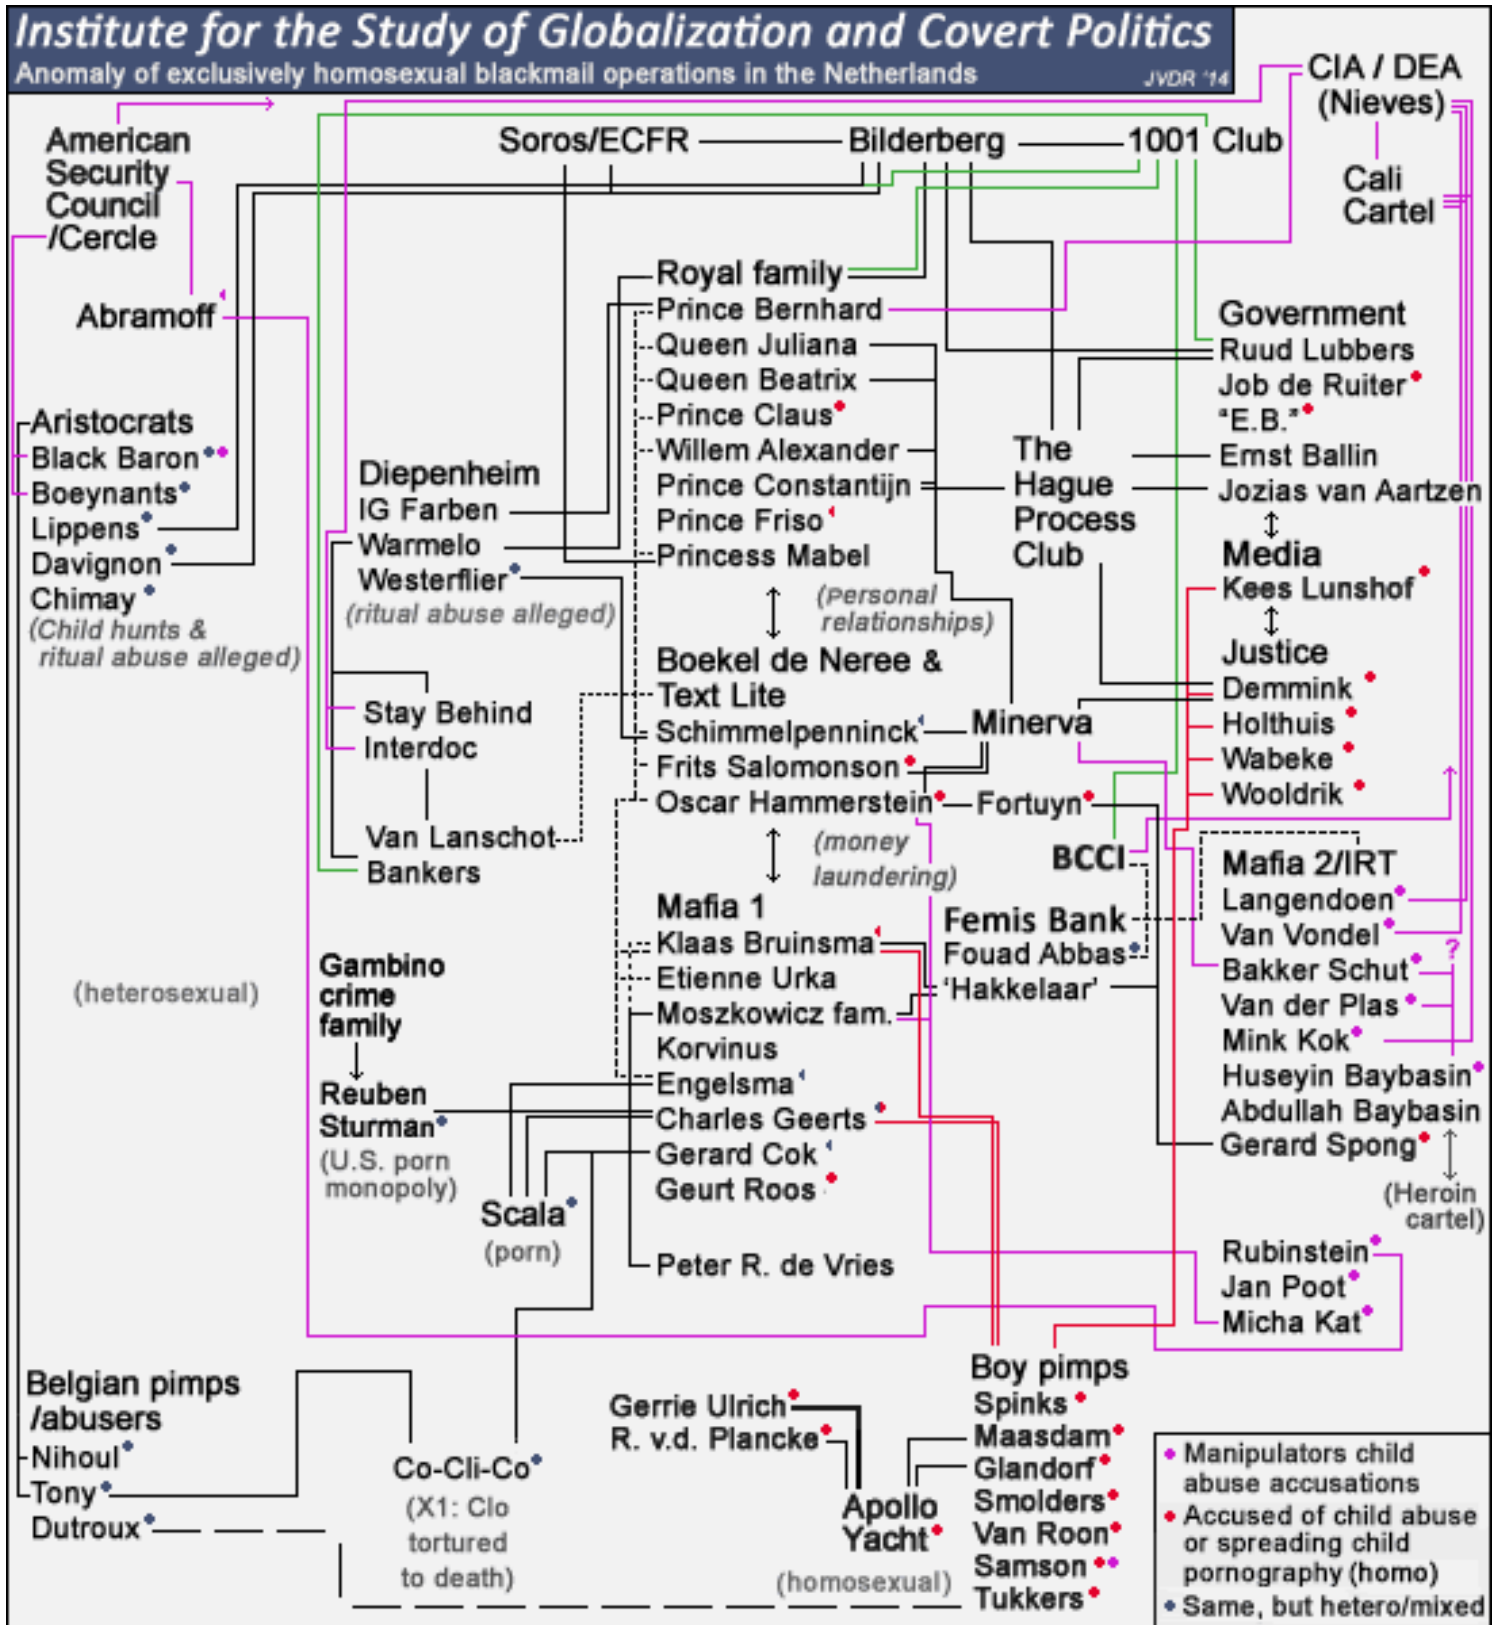 Institute for the Study of Globalization and Covert Politics
Anomaly of exclusively homosexual blackmail operations in the Netherlands
JVDR '14
CIA / DEA
(Nieves)
American
Security
Council
/Cercle
Soros/ECFR
Bilderberg
1001 Club
Cali
Cartel
Abramoff
Royal family
Prince Bernhard
Queen Juliana
Queen Beatrix
Prince Claus
Willem Alexander
Prince Constantijn
Prince Friso
Princess Mabel
(Personal
relationships)
Government
Ruud Lubbers
Job de Ruiter
"E.B."
Ernst Ballin
Jozias van Aartzen
The
Hague
Process
Club
Aristocrats
Black Baron
Boeynants
Lippens
Davignon
Chimay
(Child hunts &
ritual abuse alleged)
Diepenheim
IG Farben
Warmelo
Westerflier
(ritual abuse alleged)
Media
Kees Lunshof
Justice
Demmink
Holthuis
Wabeke
Wooldrik
Boekel de Neree &
Text Lite
Schimmelpenninck
Frits Salomonson
Oscar Hammerstein
Minerva
Fortuyn
(money
laundering)
Stay Behind
Interdoc
Van Lanschot
Bankers
BCCI
Femis Bank
Fouad Abbas
'Hakkelaar'
Mafia 2/IRT
Langendoen
Van Vondel
?
Bakker Schut
Van der Plas
Mink Kok
Huseyin Baybasin
Abdullah Baybasin
Gerard Spong
(Heroin
cartel)
Mafia 1
Klaas Bruinsma
Etienne Urka
Moszkowicz fam.
Korvinus
Engelsma
Charles Geerts
Gerard Cok
Geurt Roos
Peter R. de Vries
(heterosexual)
Gambino
crime
family
Reuben
Sturman
(U.S. porn
monopoly)
Scala
(porn)
Rubinstein
Jan Poot
Micha Kat
Belgian pimps
/abusers
Nihoul
Tony
Dutroux
Co-Cli-Co
(X1: Clo
tortured
to death)
Gerrie Ulrich
R. v.d. Plancke
Apollo
Yacht
(homosexual)
Boy pimps
Spinks
Maasdam
Glandorf
Smolders
Van Roon
Samson
Tukkers
Manipulators child
abuse accusations
Accused of child abuse
or spreading child
pornography (homo)
Same, but hetero/mixed